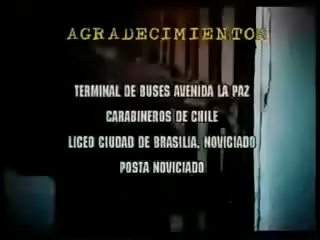 AGRADECIMIENTOS
TERMINAL DE BUSES AVENIDA LA PAZ
CARABINEROS DE CHILE
LICEO CIUDAD DE BRASILIA, NOVICIADO
POSTA NOVICIADO